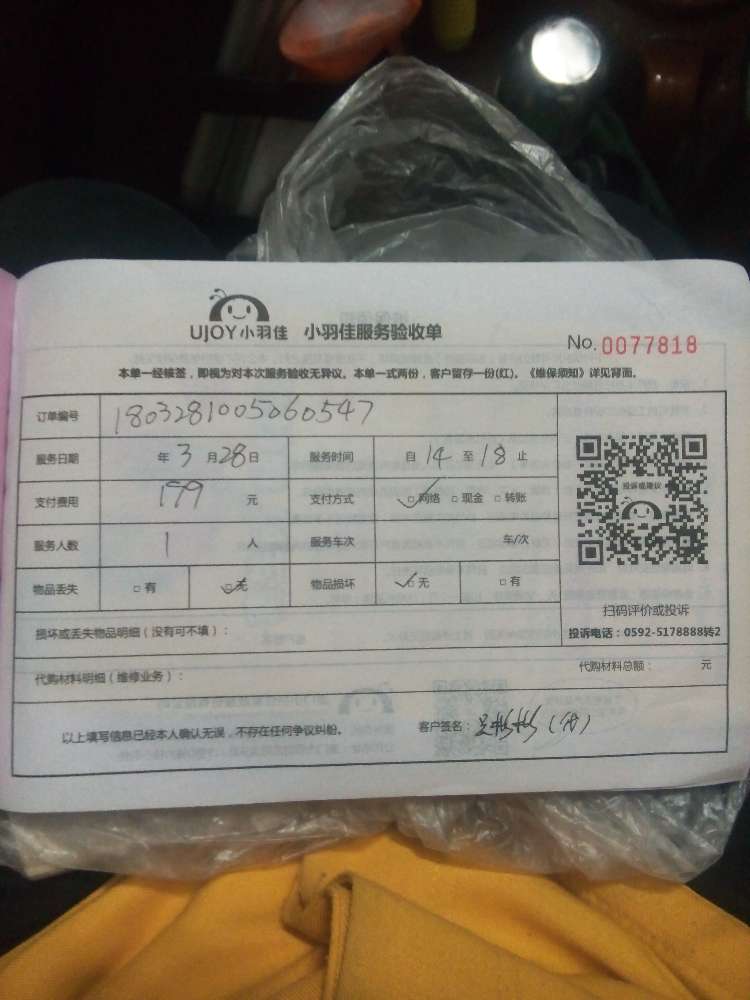 UJOY小羽佳 小羽佳服务验收单
No. 0077818
本单一经接签，即视为对本次服务验收无异议。本单一式两份，客户留存一份(红)。《维保须知》详见背面。
订单编号 1803281005060547
服务日期 年 3 月 28 日 服务时间 自 14 至 18 止
支付费用 199 元 支付方式 ✓□网络 □现金 □转账
服务人数 1 人 服务车次 车/次
物品丢失 □有 ✓□无 物品损坏 ✓□无 □有
投诉或建议
扫码评价或投诉
投诉电话：0592-5178888转2
损坏或丢失物品明细（没有可不填）：
代购材料明细（维修业务）： 代购材料总额： 元
以上填写信息已经本人确认无误，不存在任何争议纠纷。 客户签名：